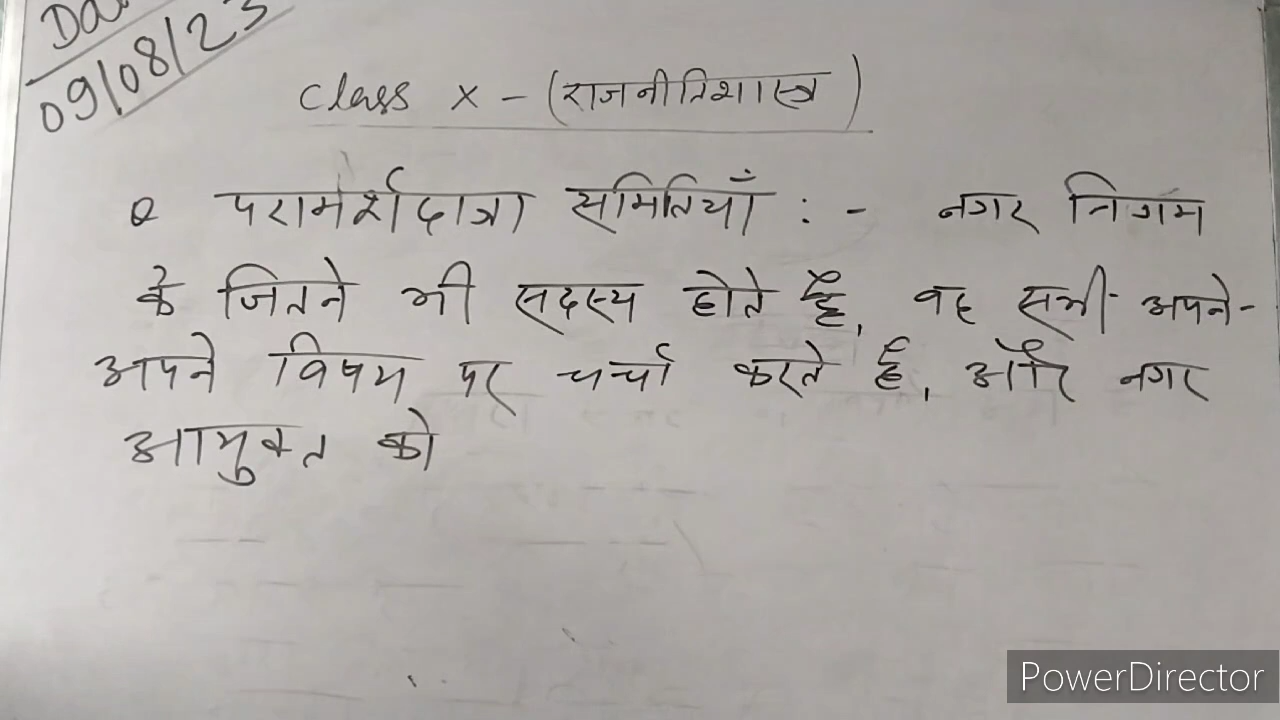 Da
09/08/23
Class X - (राजनीतिशास्त्र)
Q परामर्शदात्रा समितियाँ : - नगर निगम
के जितने भी सदस्य होते है, वह सभी अपने-
अपने विषय पर चर्चा करते है, और नगर
आयुक्त को
PowerDirector